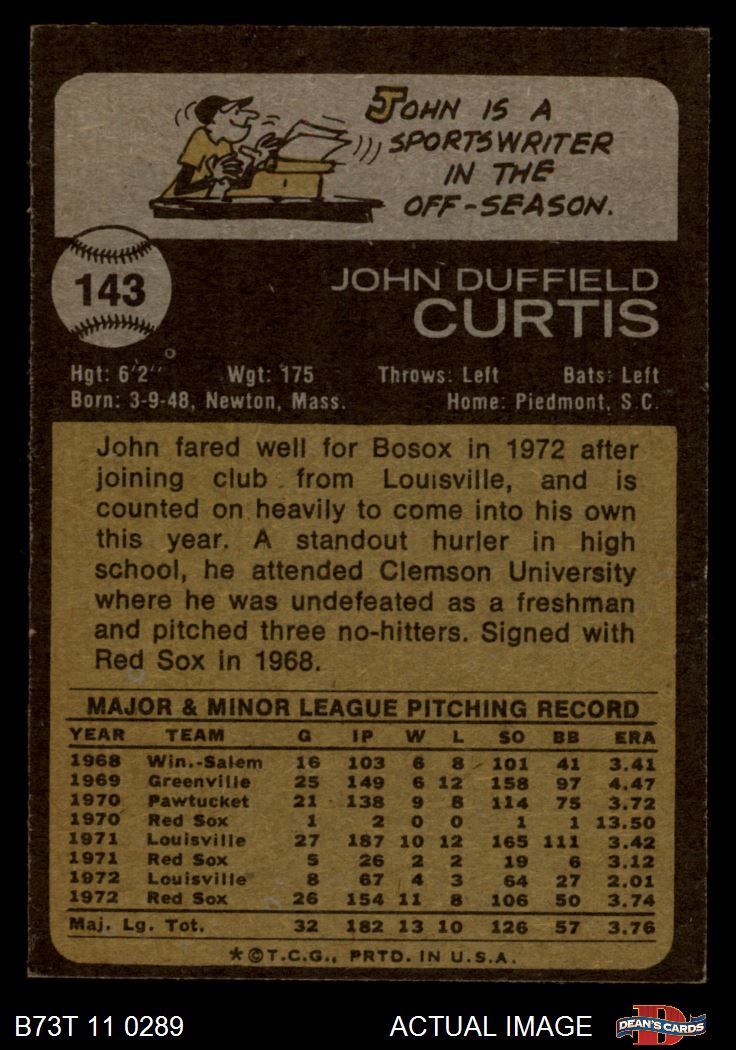 JOHN IS A
SPORTSWRITER
IN THE
OFF-SEASON.
143
JOHN DUFFIELD
CURTIS
Hgt: 6'2" Wgt: 175 Throws: Left Bats: Left
Born: 3-9-48, Newton, Mass. Home: Piedmont, S.C.
John fared well for Bosox in 1972 after
joining club from Louisville, and is
counted on heavily to come into his own
this year. A standout hurler in high
school, he attended Clemson University
where he was undefeated as a freshman
and pitched three no-hitters. Signed with
Red Sox in 1968.
MAJOR & MINOR LEAGUE PITCHING RECORD
YEAR TEAM G IP W L SO BB ERA
1968 Win.-Salem 16 103 6 8 101 41 3.41
1969 Greenville 25 149 6 12 158 97 4.47
1970 Pawtucket 21 138 9 8 114 75 3.72
1970 Red Sox 1 2 0 0 1 1 13.50
1971 Louisville 27 187 10 12 165 111 3.42
1971 Red Sox 5 26 2 2 19 6 3.12
1972 Louisville 8 67 4 3 64 27 2.01
1972 Red Sox 26 154 11 8 106 50 3.74
Maj. Lg. Tot. 32 182 13 10 126 57 3.76
*©T.C.G., PRTD. IN U.S.A.
B73T 11 0289 ACTUAL IMAGE D DEAN'S CARDS